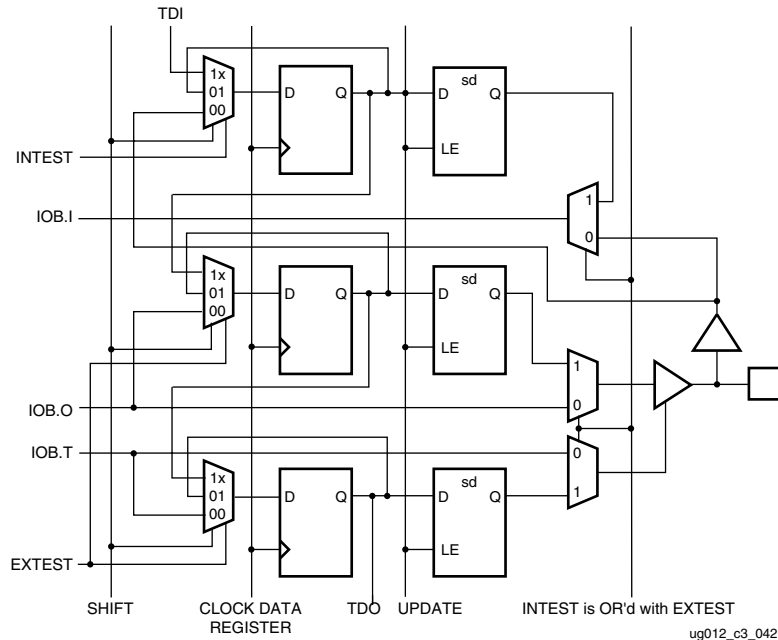 TDI
1x
01
00
D
Q
sd
D
Q
LE
INTEST
IOB.I
1
0
1x
01
00
D
Q
sd
D
Q
LE
1
0
IOB.O
IOB.T
0
1
1x
01
00
D
Q
sd
D
Q
LE
EXTEST
SHIFT
CLOCK DATA
REGISTER
TDO
UPDATE
INTEST is OR'd with EXTEST
ug012_c3_042